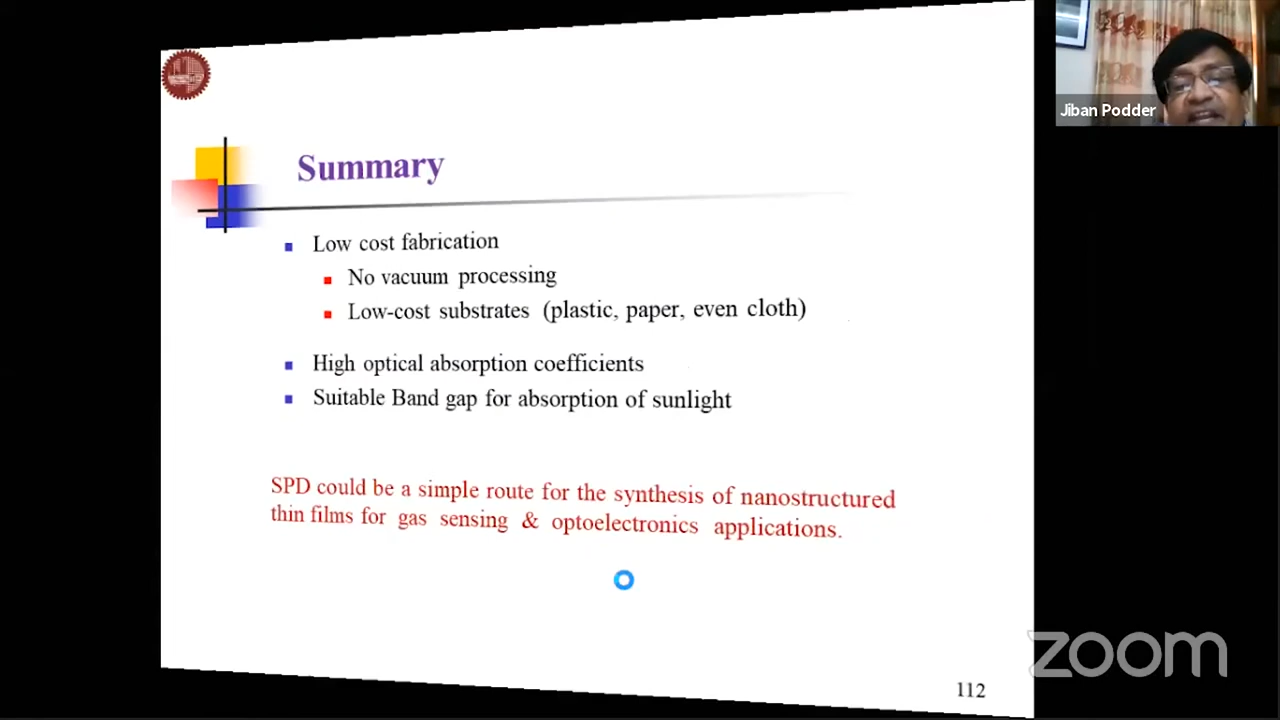 Jiban Podder
Summary
Low cost fabrication
No vacuum processing
Low-cost substrates (plastic, paper, even cloth)
High optical absorption coefficients
Suitable Band gap for absorption of sunlight
SPD could be a simple route for the synthesis of nanostructured
thin films for gas sensing & optoelectronics applications.
zoom
112